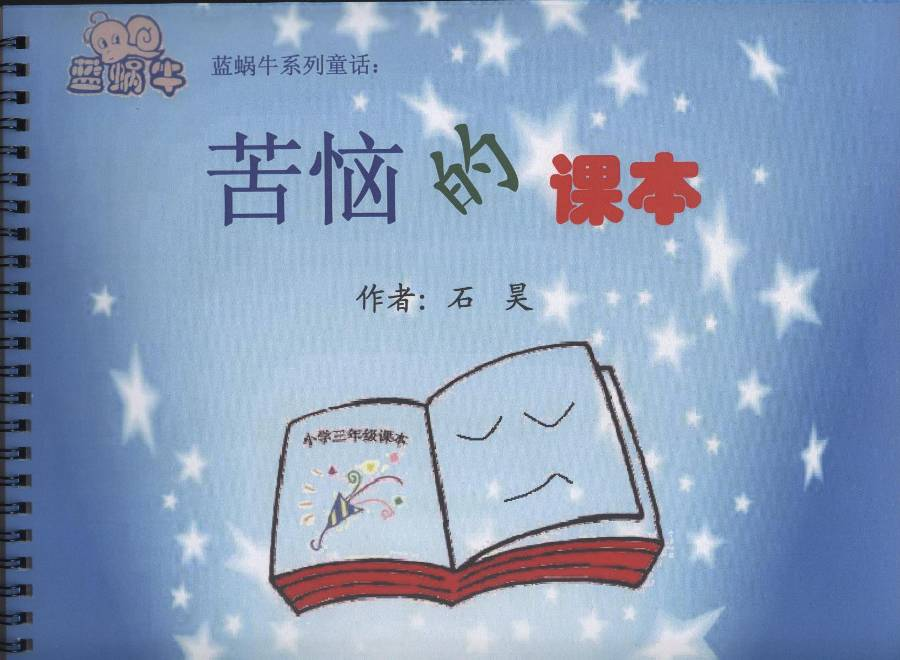 蓝蜗牛
蓝蜗牛系列童话:
苦恼的课本
作者: 石 昊
小学三年级课本